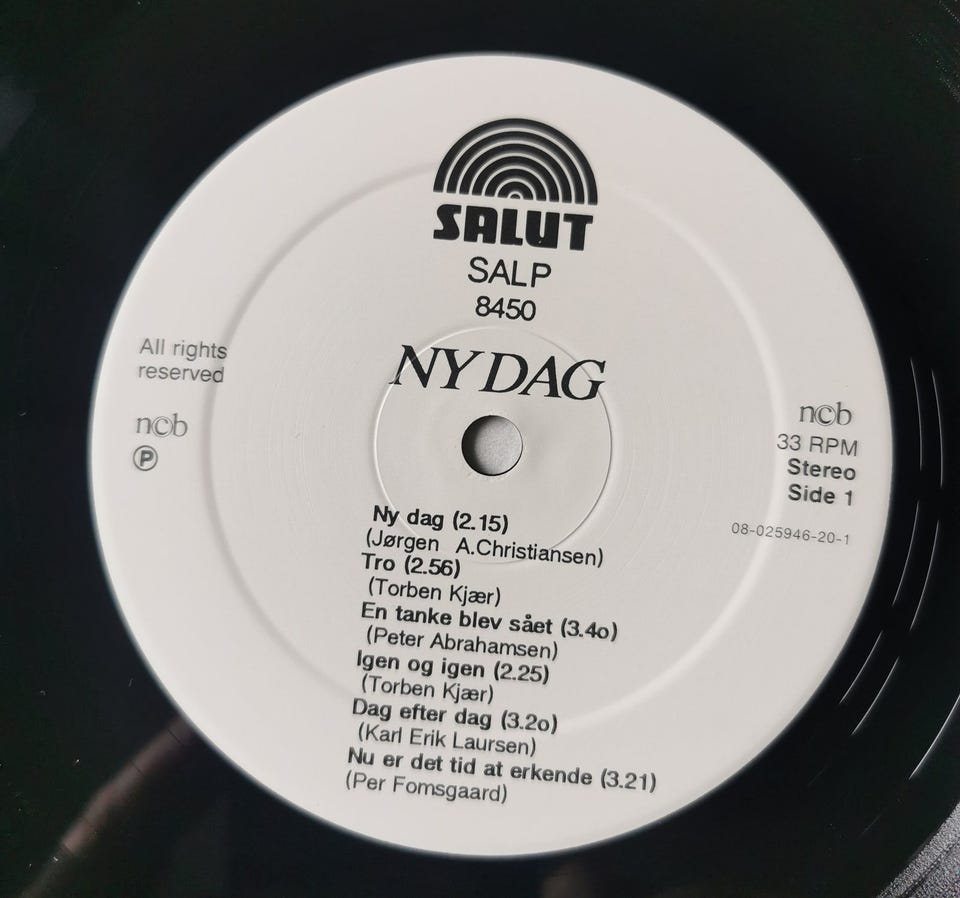 SALUT
SALP
8450
NY DAG
All rights
reserved
ncb
Ⓟ
ncb
33 RPM
Stereo
Side 1
08-025946-20-1
Ny dag (2.15)
(Jørgen A.Christiansen)
Tro (2.56)
(Torben Kjær)
En tanke blev sået (3.4o)
(Peter Abrahamsen)
Igen og igen (2.25)
(Torben Kjær)
Dag efter dag (3.2o)
(Karl Erik Laursen)
Nu er det tid at erkende (3.21)
(Per Fomsgaard)